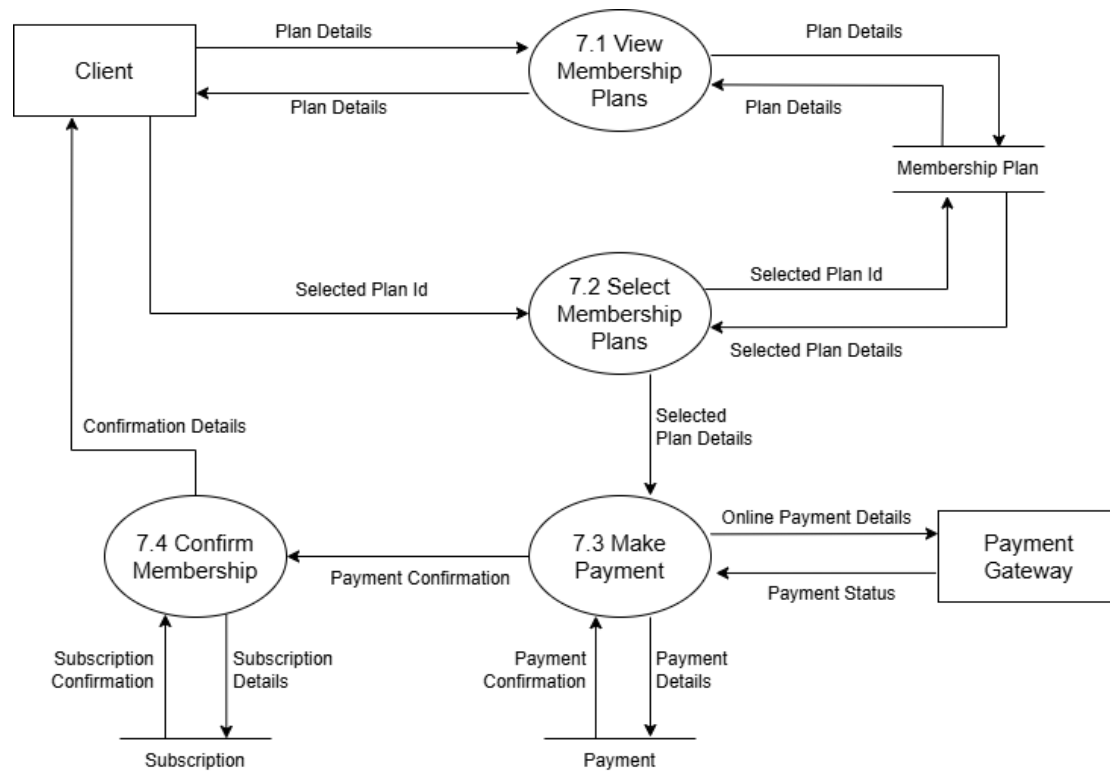 Plan Details
7.1 View
Membership
Plans
Plan Details
Client
Plan Details
Plan Details
Membership Plan
Selected Plan Id
7.2 Select
Membership
Plans
Selected Plan Id
Selected Plan Details
Selected
Plan Details
Confirmation Details
7.4 Confirm
Membership
Payment Confirmation
7.3 Make
Payment
Online Payment Details
Payment Status
Payment
Gateway
Subscription
Confirmation
Subscription
Details
Payment
Confirmation
Payment
Details
Subscription
Payment